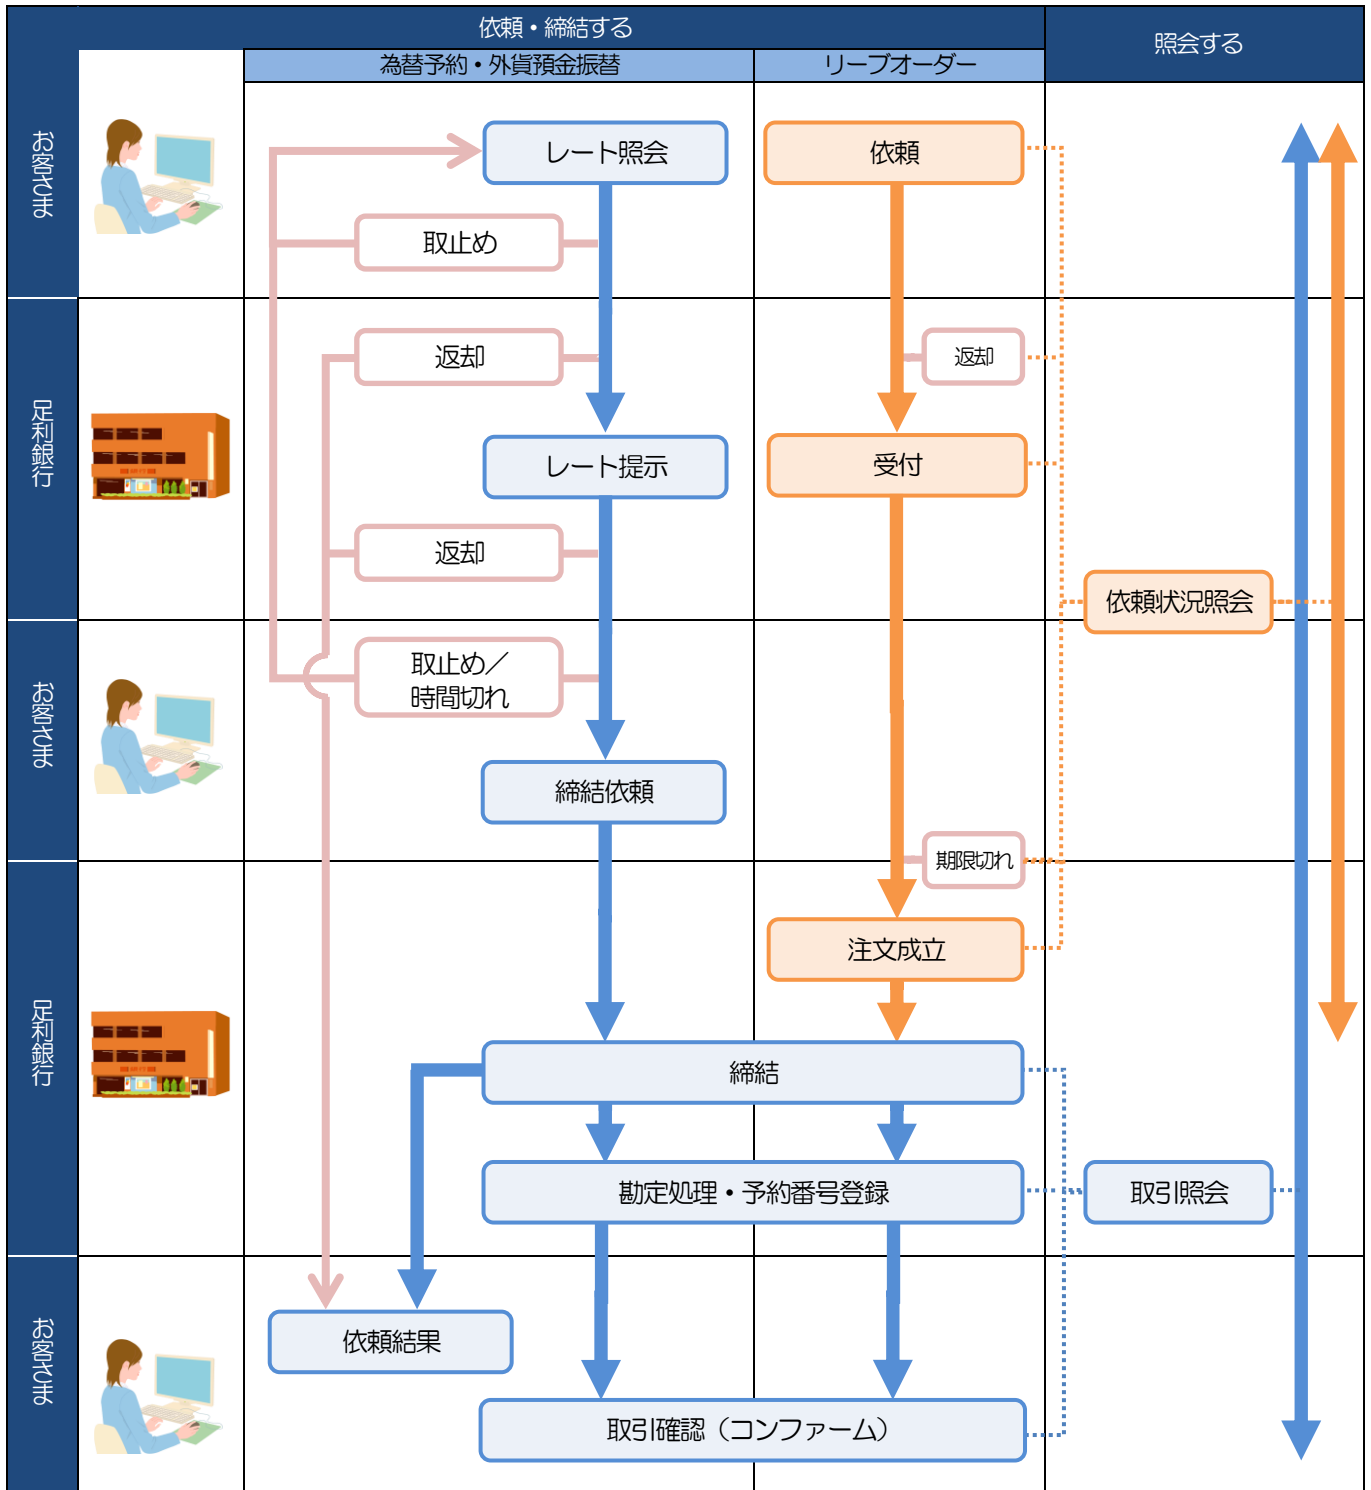 依頼・締結する
照会する
為替予約・外貨預金振替
リーブオーダー
お客さま
レート照会
依頼
取止め
足利銀行
返却
返却
レート提示
受付
返却
依頼状況照会
お客さま
取止め／
時間切れ
締結依頼
期限切れ
足利銀行
注文成立
締結
勘定処理・予約番号登録
取引照会
お客さま
依頼結果
取引確認（コンファーム）